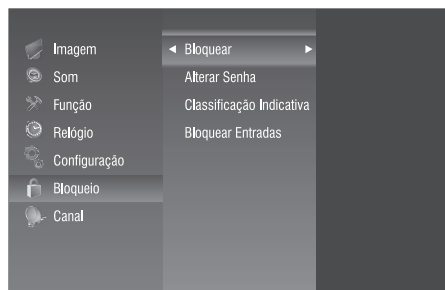 Imagem
Som
Função
Relógio
Configuração
Bloqueio
Canal
Bloquear
Alterar Senha
Classificação Indicativa
Bloquear Entradas